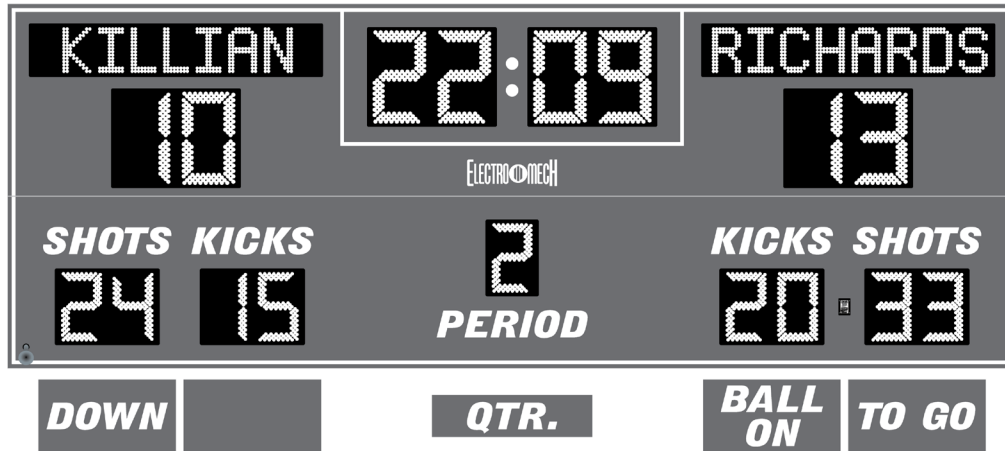 KILLIAN 22:09 RICHARDS
10 13
ELECTRO MECH
SHOTS KICKS 2 KICKS SHOTS
24 15 20 33
PERIOD
DOWN QTR. BALL ON TO GO